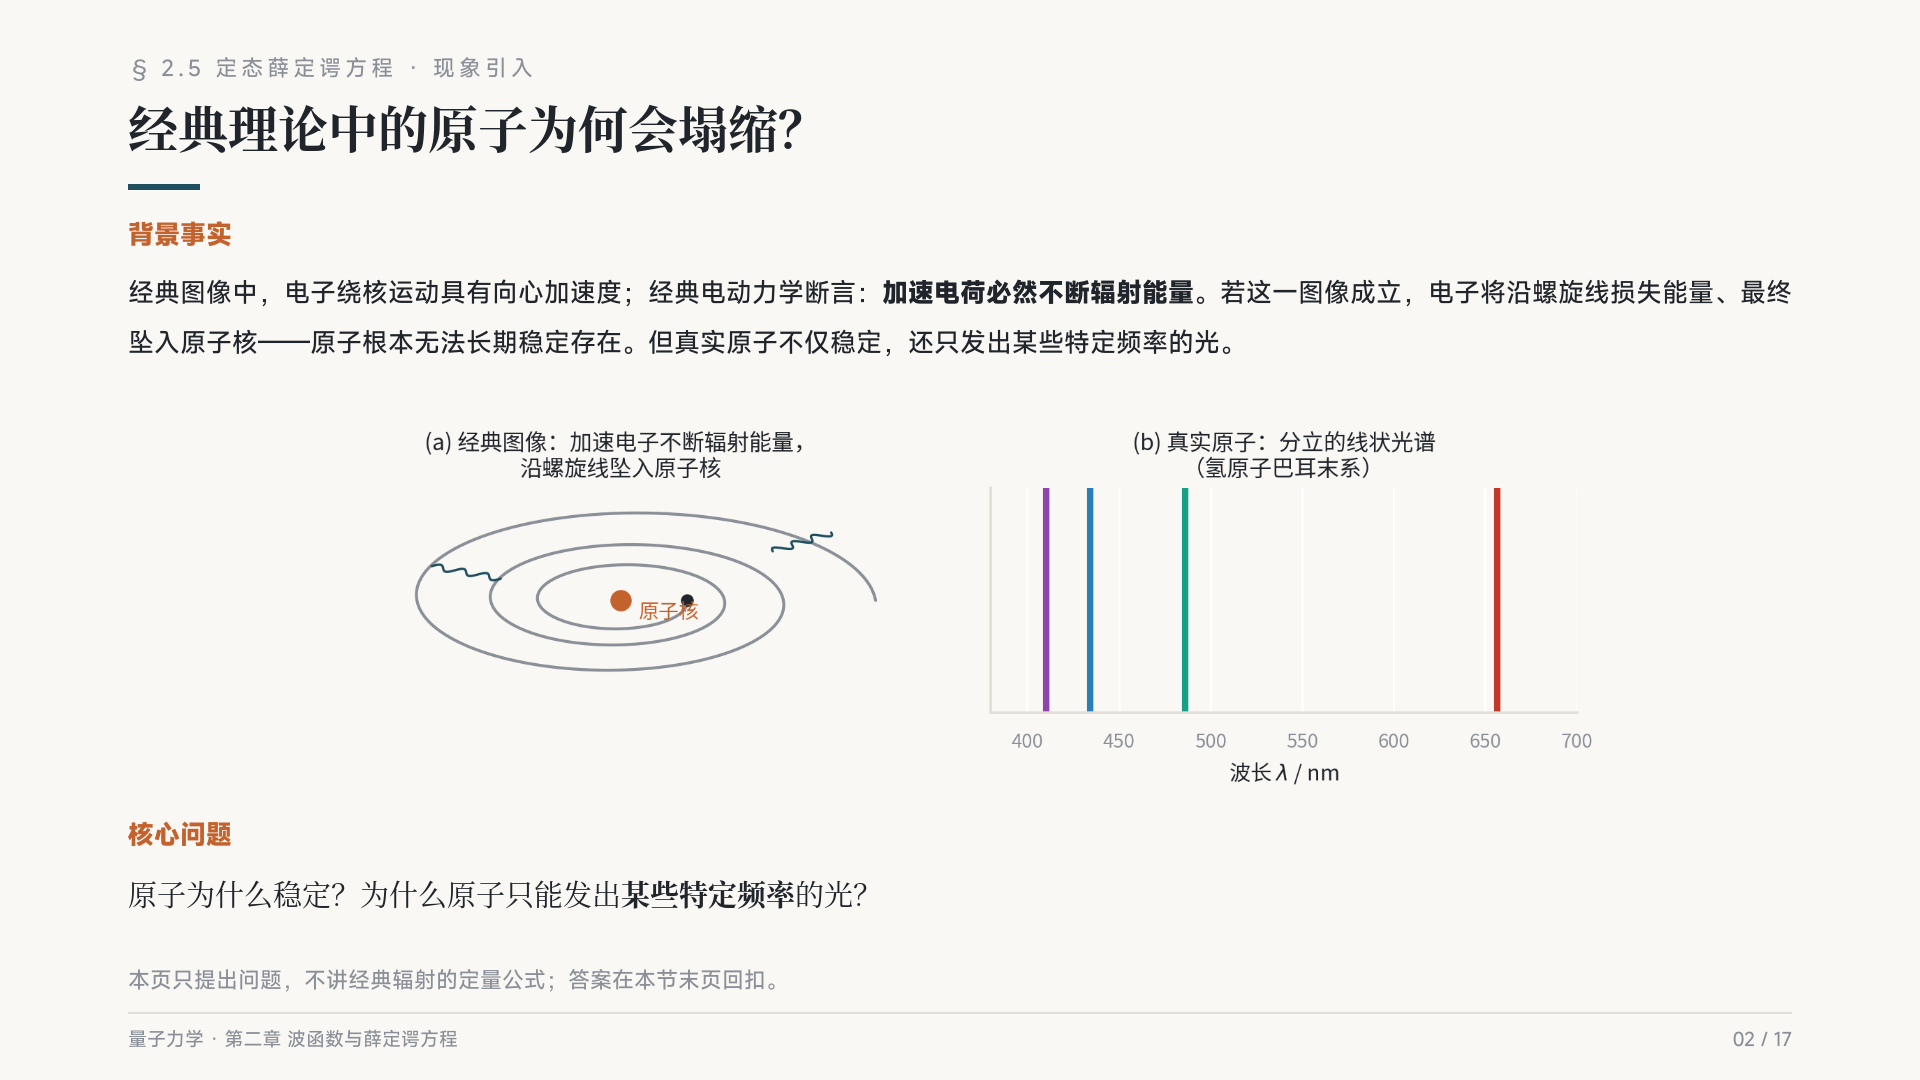 § 2.5 定态薛定谔方程 · 现象引入
经典理论中的原子为何会塌缩？
背景事实
经典图像中，电子绕核运动具有向心加速度；经典电动力学断言：加速电荷必然不断辐射能量。若这一图像成立，电子将沿螺旋线损失能量、最终
坠入原子核——原子根本无法长期稳定存在。但真实原子不仅稳定，还只发出某些特定频率的光。
(a) 经典图像：加速电子不断辐射能量，
沿螺旋线坠入原子核
原子核
(b) 真实原子：分立的线状光谱
（氢原子巴耳末系）
400 450 500 550 600 650 700
波长 λ / nm
核心问题
原子为什么稳定？为什么原子只能发出某些特定频率的光？
本页只提出问题，不讲经典辐射的定量公式；答案在本节末页回扣。
量子力学 · 第二章 波函数与薛定谔方程
02 / 17